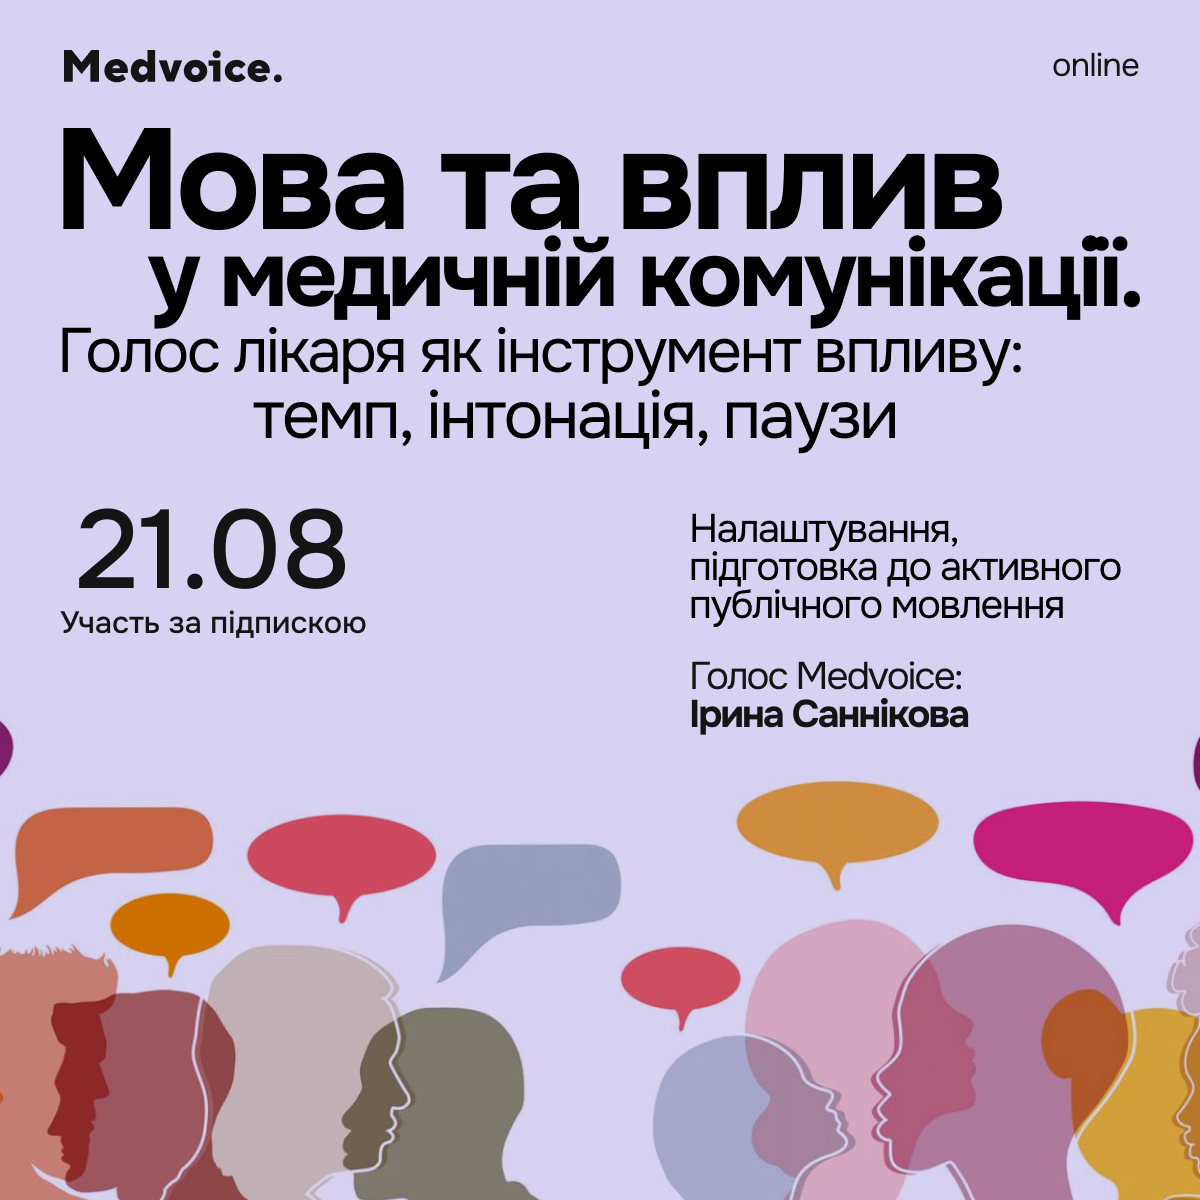 Medvoice.
online
Мова та вплив
у медичній комунікації.
Голос лікаря як інструмент впливу:
темп, інтонація, паузи
21.08
Участь за підпискою
Налаштування,
підготовка до активного
публічного мовлення
Голос Medvoice:
Ірина Саннікова